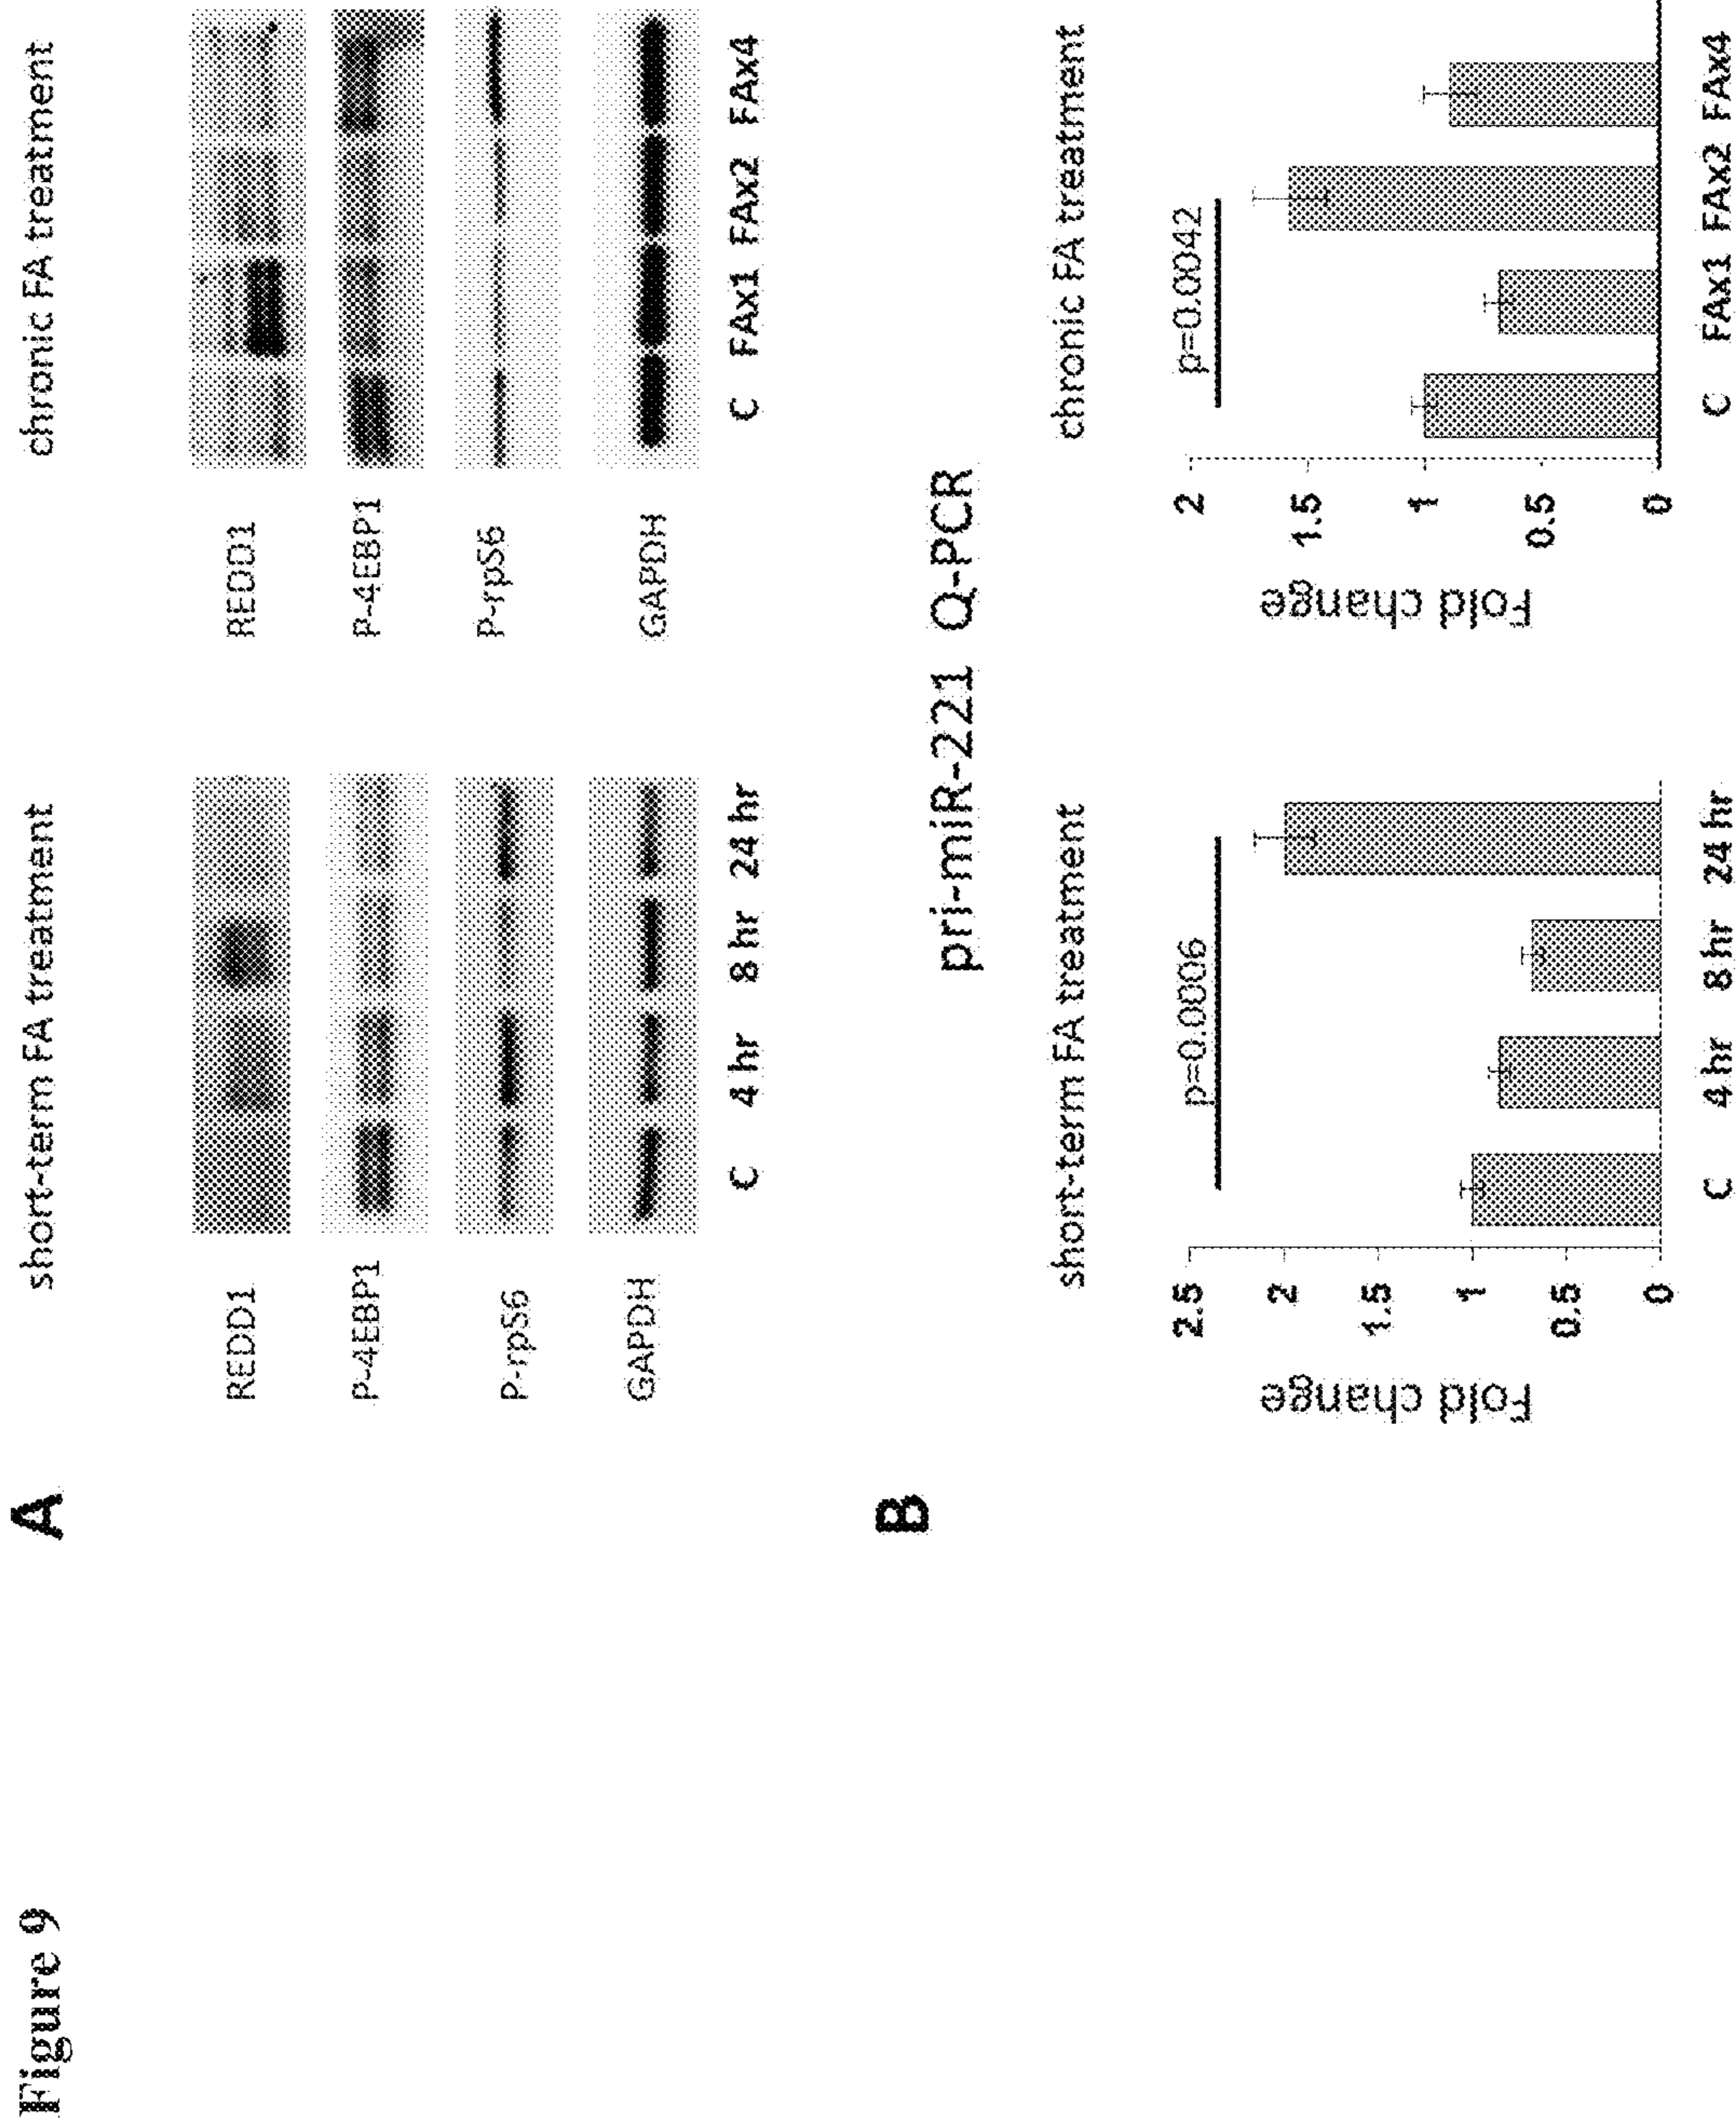 Figure 9
A
short-term FA treatment
REDD1
P-4EBP1
P-rpS6
GAPDH
C 4 hr 8 hr 24 hr
chronic FA treatment
REDD1
P-4EBP1
P-rpS6
GAPDH
C FAx1 FAx2 FAx4
B
pri-miR-221 Q-PCR
short-term FA treatment
p=0.0006
Fold change
2.5
2
1.5
1
0.5
0
C 4 hr 8 hr 24 hr
chronic FA treatment
p=0.0042
Fold change
2
1.5
1
0.5
0
C FAx1 FAx2 FAx4